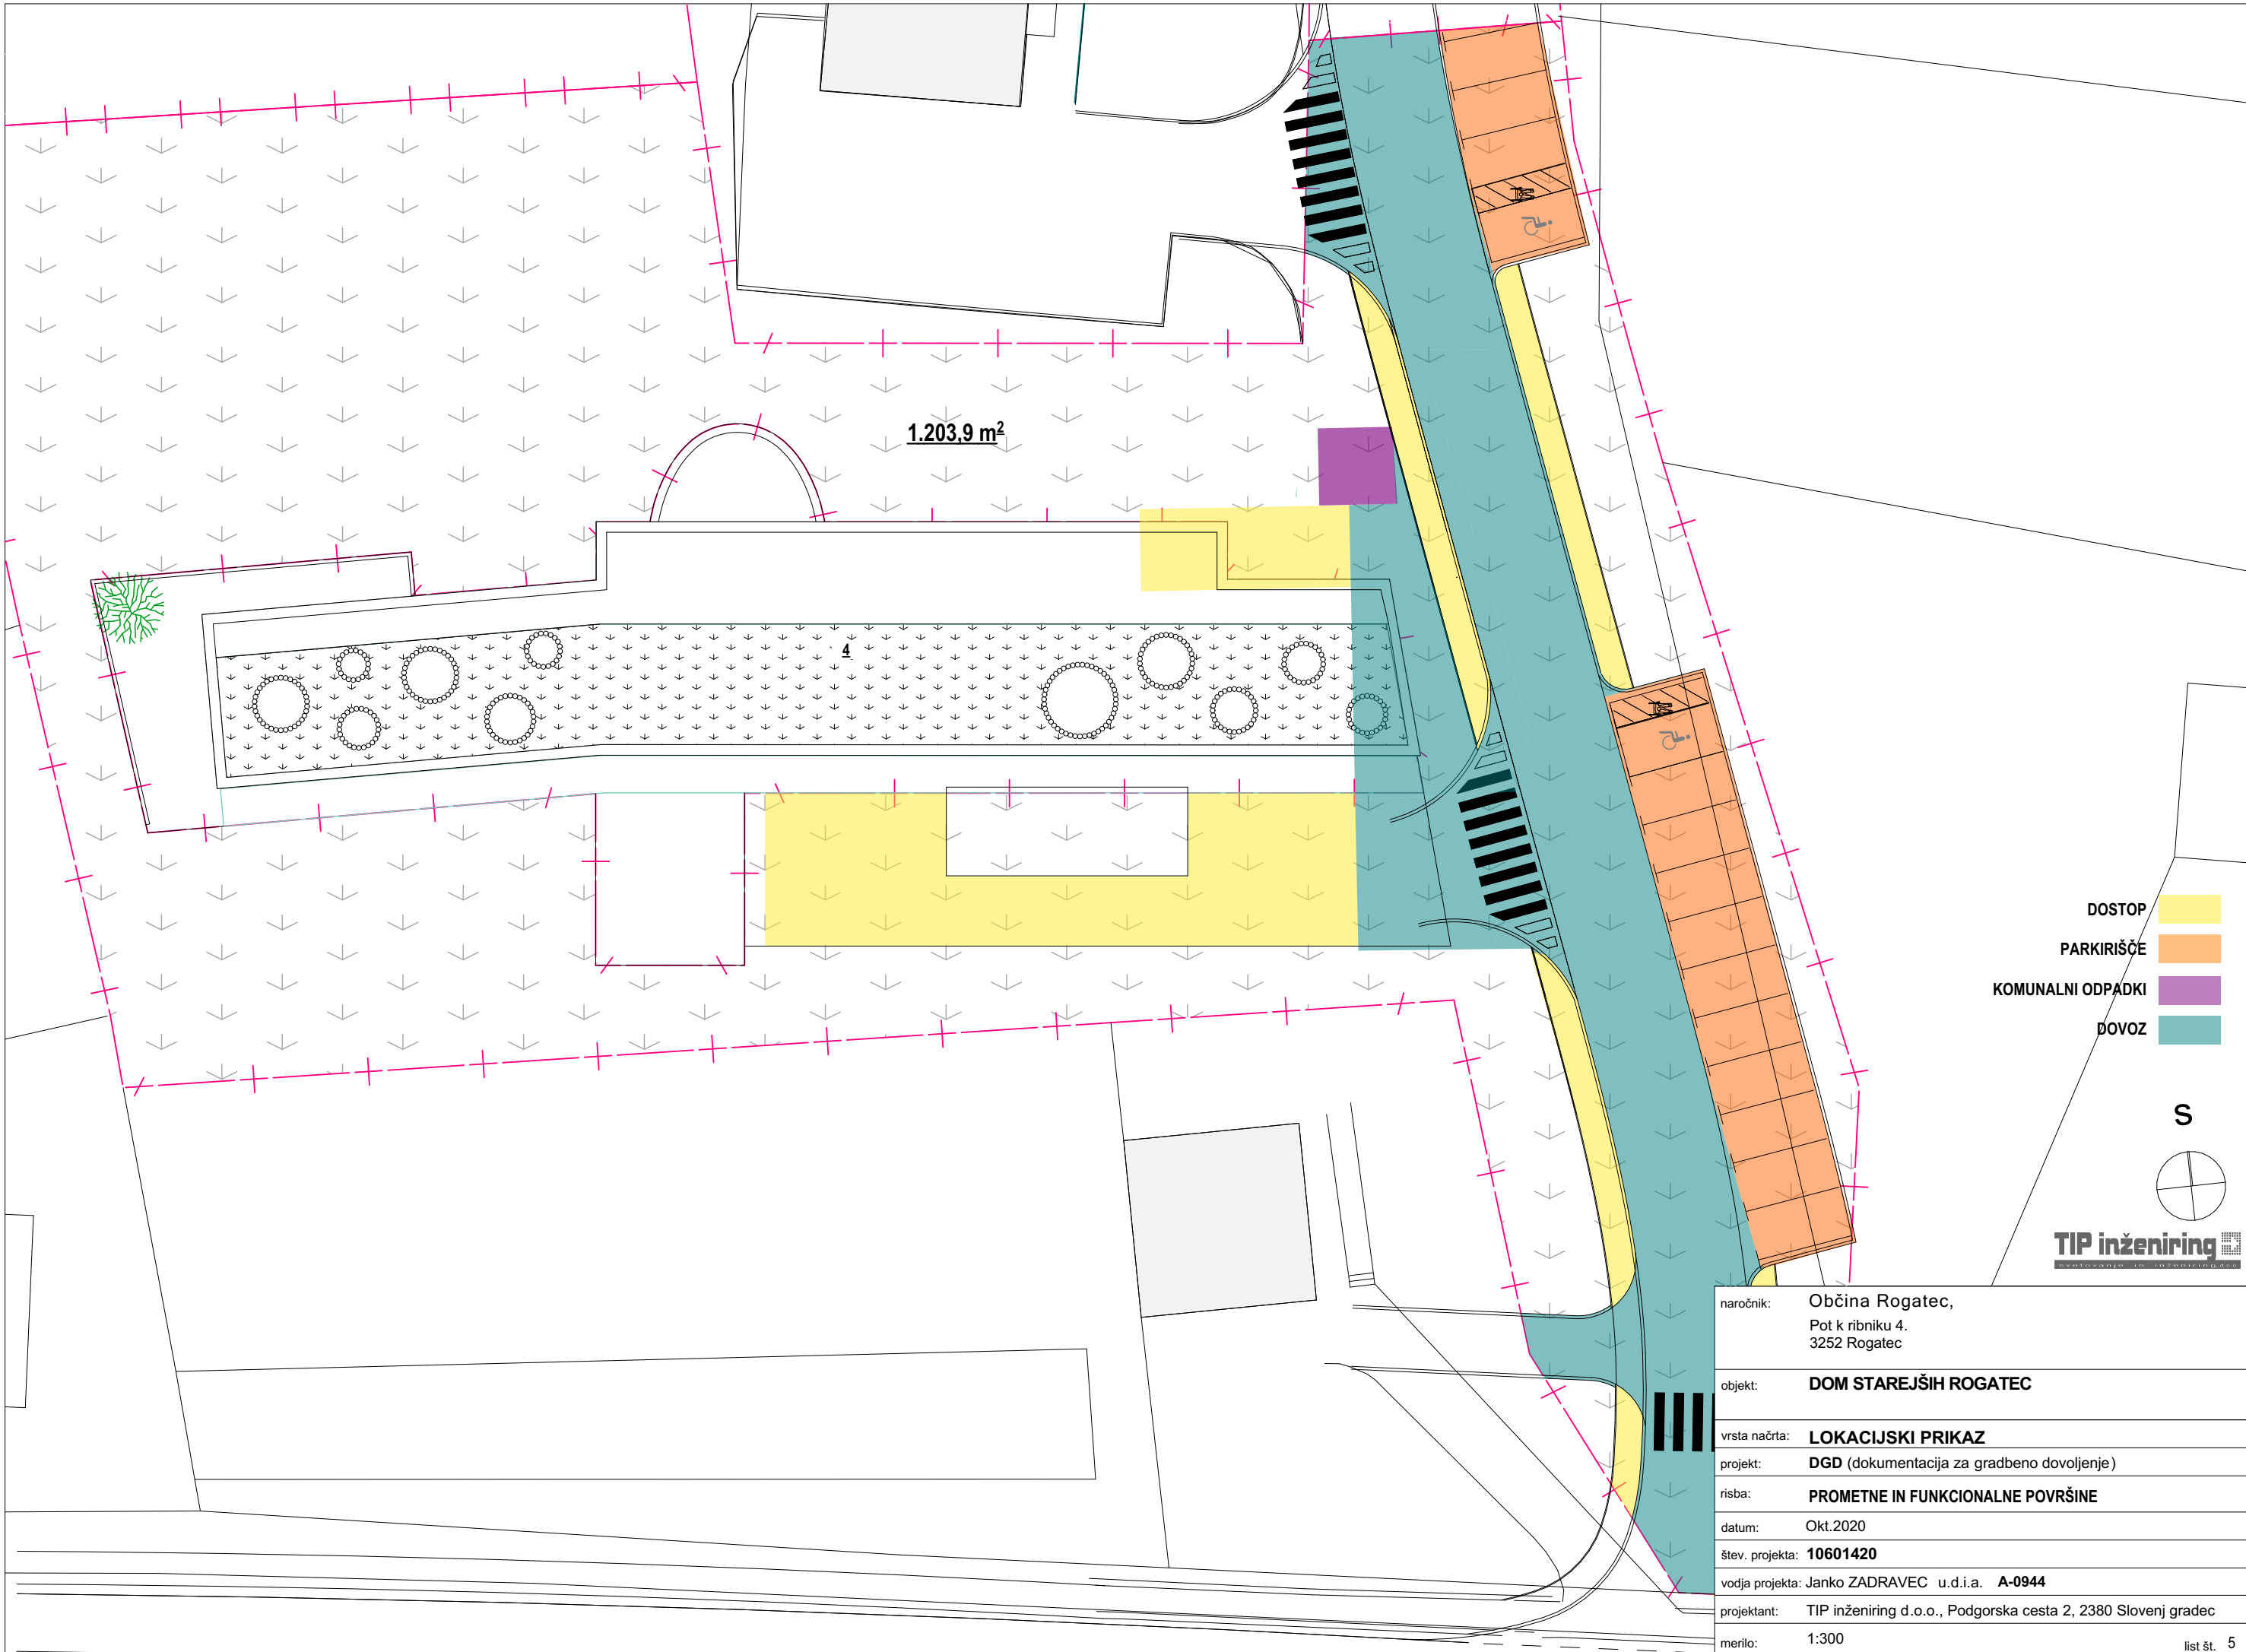 1.203,9 m²
4
DOSTOP
PARKIRIŠČE
KOMUNALNI ODPADKI
DOVOZ
S
TIP inženiring
svetovanje in inženiring d.o.o.
naročnik: Občina Rogatec,
Pot k ribniku 4.
3252 Rogatec
objekt: DOM STAREJŠIH ROGATEC
vrsta načrta: LOKACIJSKI PRIKAZ
projekt: DGD (dokumentacija za gradbeno dovoljenje)
risba: PROMETNE IN FUNKCIONALNE POVRŠINE
datum: Okt.2020
štev. projekta: 10601420
vodja projekta: Janko ZADRAVEC u.d.i.a. A-0944
projektant: TIP inženiring d.o.o., Podgorska cesta 2, 2380 Slovenj gradec
merilo: 1:300
list št. 5